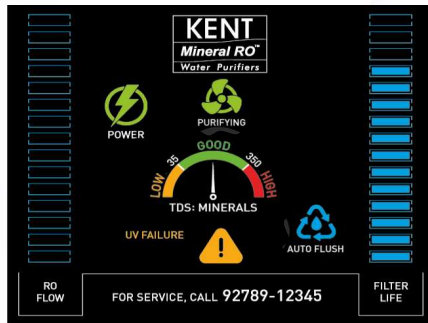 KENT
Mineral RO™
Water Purifiers
POWER
PURIFYING
LOW 35 GOOD 350 HIGH
TDS: MINERALS
UV FAILURE
AUTO FLUSH
RO
FLOW
FOR SERVICE, CALL 92789-12345
FILTER
LIFE